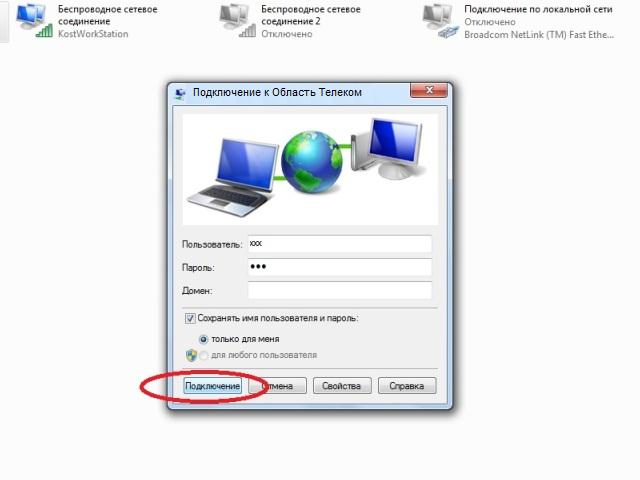 Беспроводное сетевое
соединение
KostWorkStation
Беспроводное сетевое
соединение 2
Отключено
Подключение по локальной сети
Отключено
Broadcom NetLink (TM) Fast Ethe...
Подключение к Область Телеком
Пользователь: xxx
Пароль:
Домен:
Сохранять имя пользователя и пароль:
только для меня
для любого пользователя
Подключение Отмена Свойства Справка